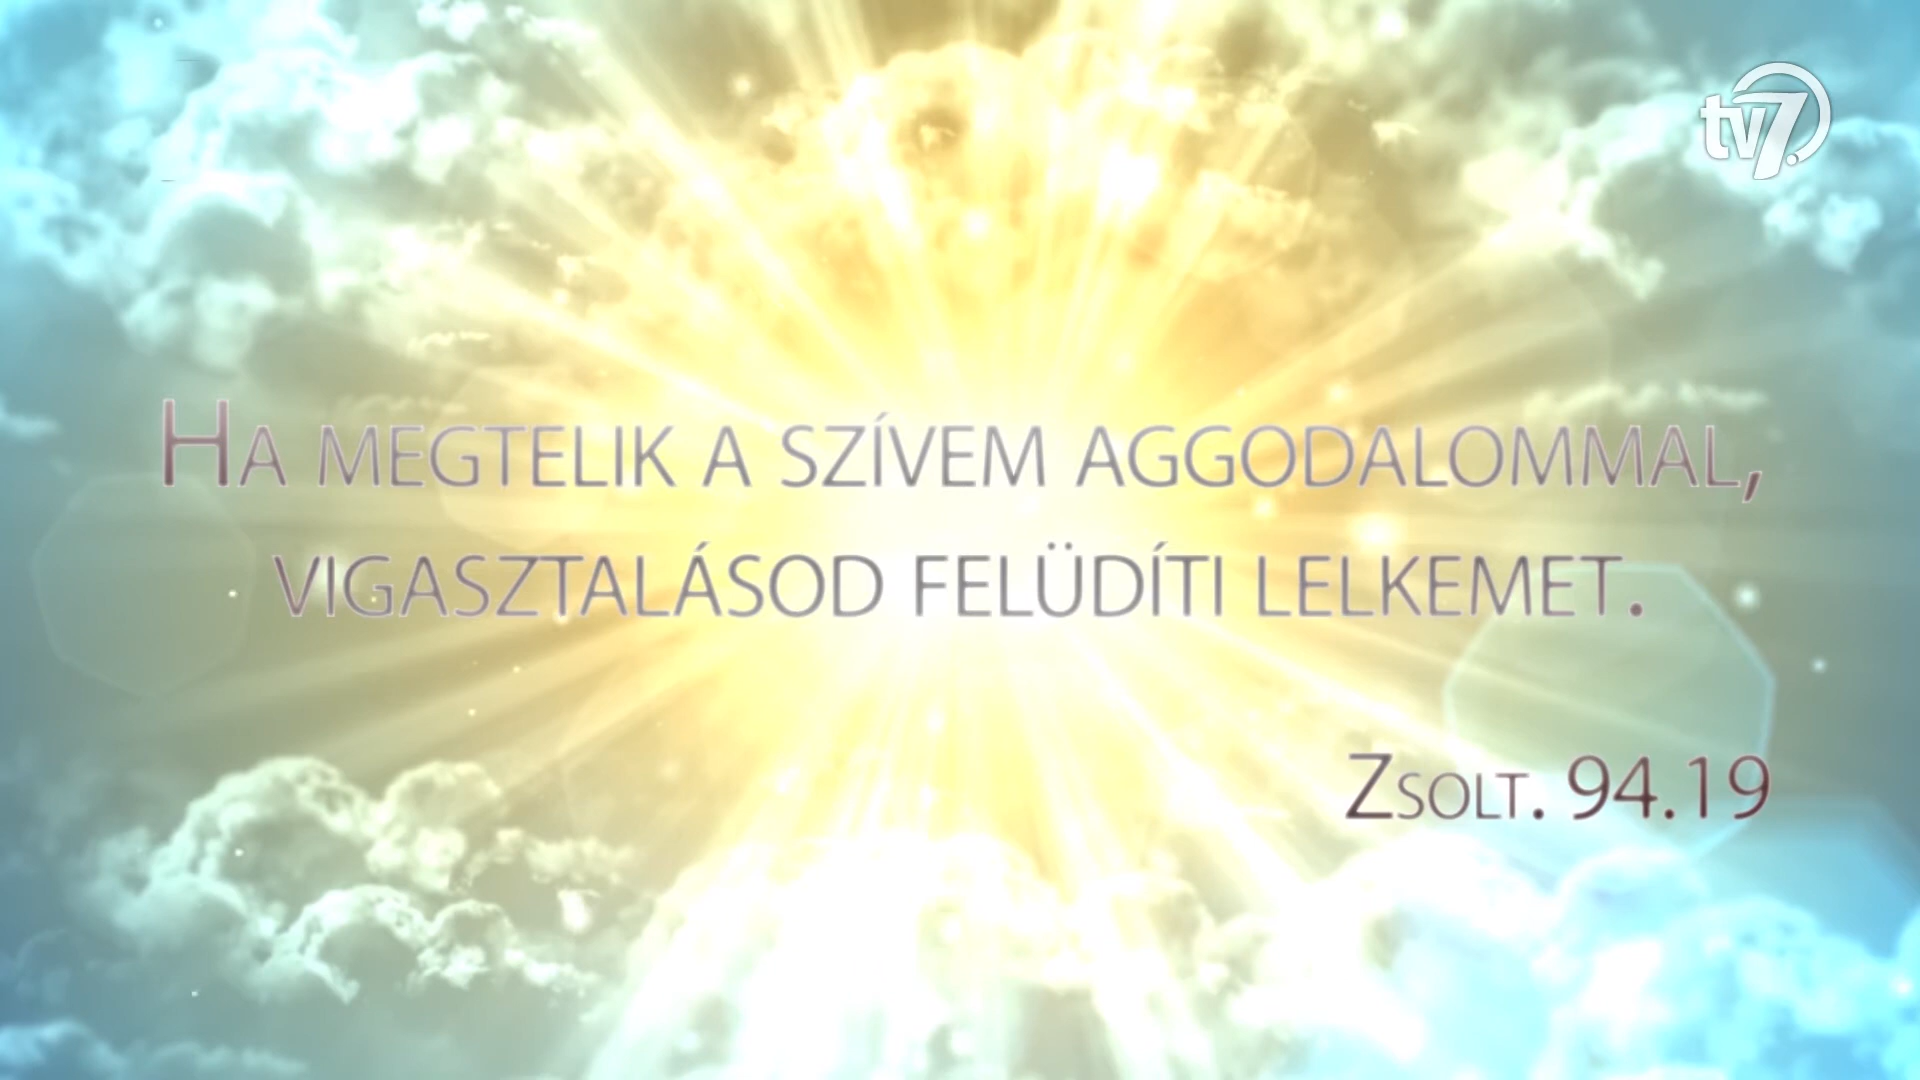 tv7.
Ha megtelik a szívem aggodalommal,
vigasztalásod felüdíti lelkemet.
Zsolt. 94.19